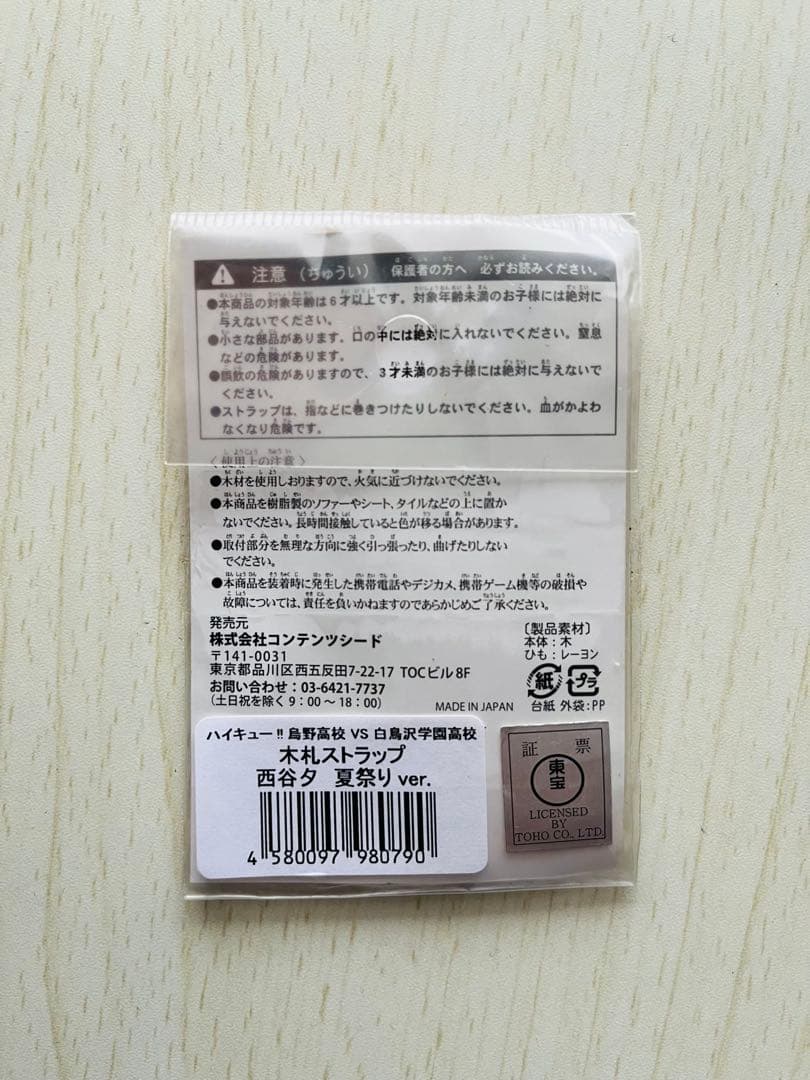 注意（ちゅうい） 保護者の方へ 必ずお読みください。
●本商品の対象年齢は6才以上です。対象年齢未満のお子様には絶対に
与えないでください。
●小さな部品があります。口の中には絶対に入れないでください。窒息
などの危険があります。
●誤飲の危険がありますので、3才未満のお子様には絶対に与えないで
ください。
●ストラップは、指などに巻きつけたりしないでください。血がかよわ
なくなり危険です。
〈使用上の注意〉
●木材を使用しおりますので、火気に近づけないでください。
●本商品を樹脂製のソファーやシート、タイルなどの上に置か
ないでください。長時間接触していると色が移る場合があります。
●取付部分を無理な方向に強く引っ張ったり、曲げたりしない
でください。
●本商品を装着時に発生した携帯電話やデジカメ、携帯ゲーム機等の破損や
故障については、責任を負いかねますのであらかじめご了承ください。
発売元
株式会社コンテンツシード
〒141-0031
東京都品川区西五反田7-22-17 TOCビル8F
お問い合わせ：03-6421-7737
（土日祝を除く9：00～18：00）
MADE IN JAPAN
〔製品素材〕
本体：木
ひも：レーヨン
紙 プラ
台紙 外袋：PP
ハイキュー!! 烏野高校 VS 白鳥沢学園高校
木札ストラップ
西谷夕 夏祭り ver.
4 580097 980790
証 票
東宝
LICENSED
BY
TOHO CO., LTD.